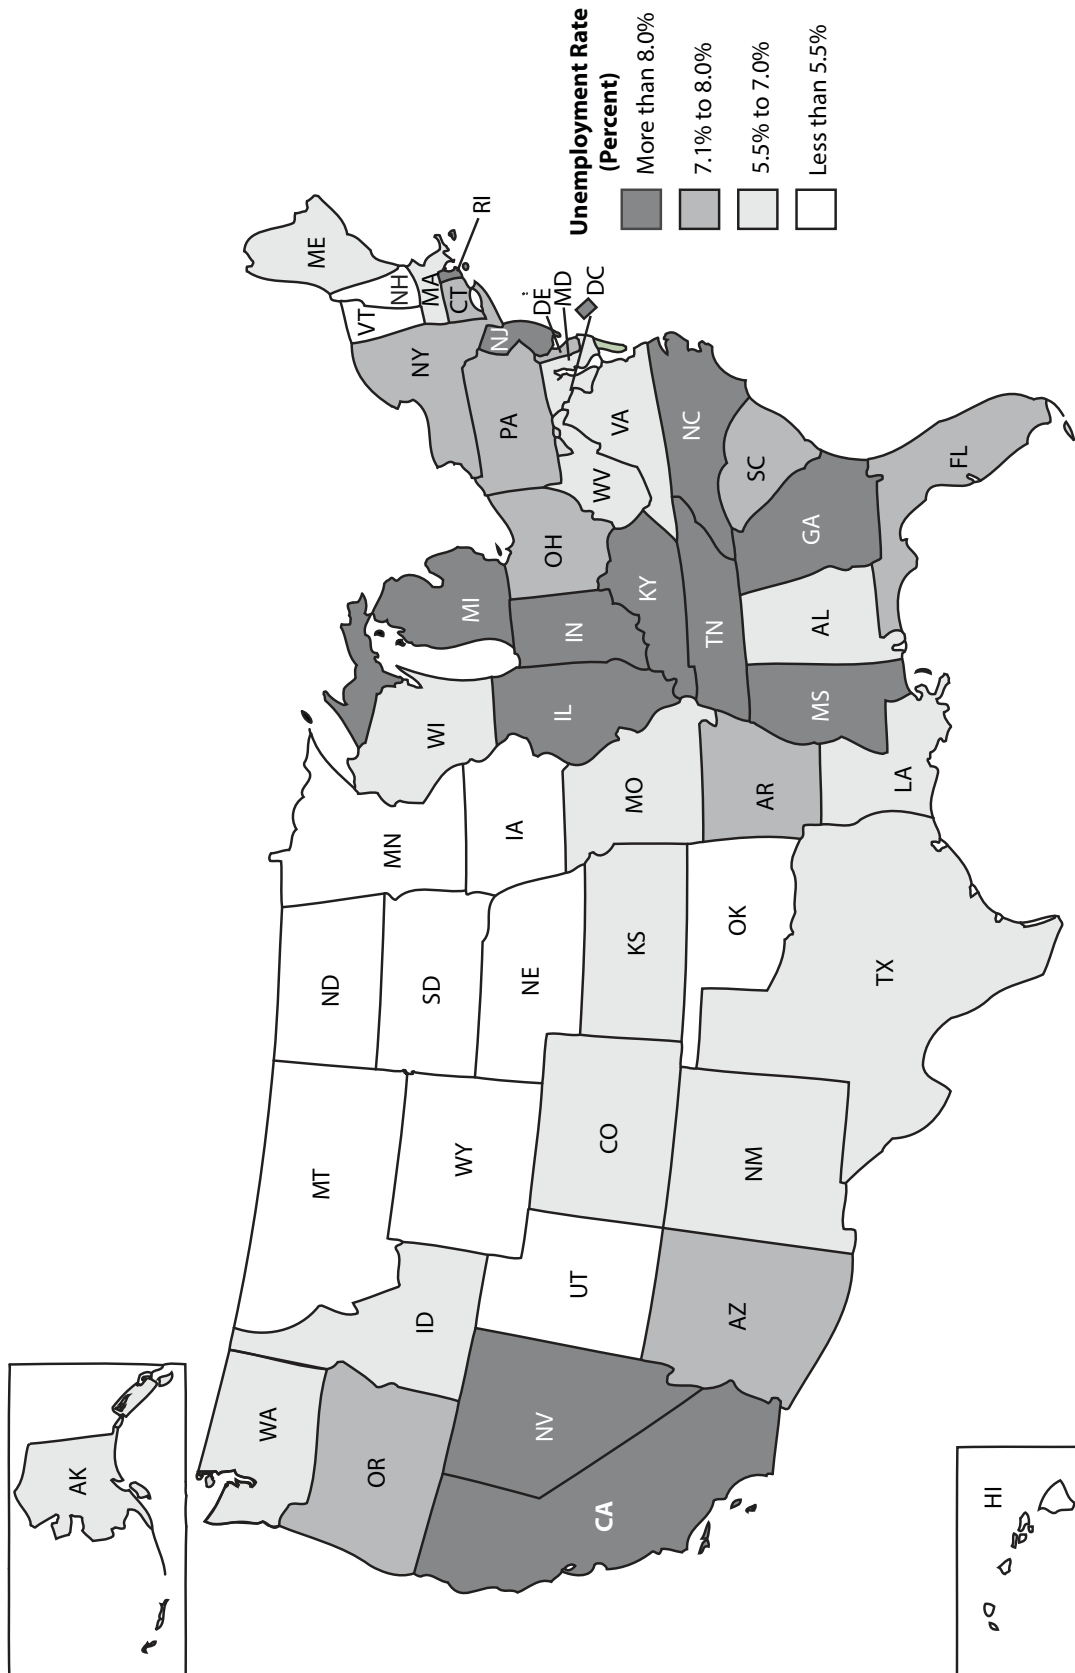 Unemployment Rate
(Percent)
More than 8.0%
7.1% to 8.0%
5.5% to 7.0%
Less than 5.5%
AK
WA
OR
CA
NV
ID
MT
WY
UT
AZ
CO
NM
ND
SD
NE
KS
OK
TX
MN
IA
MO
AR
LA
WI
IL
MI
IN
OH
KY
TN
MS
AL
GA
FL
SC
NC
VA
WV
PA
NY
NJ
VT
NH
ME
MA
CT
RI
DE
MD
DC
HI